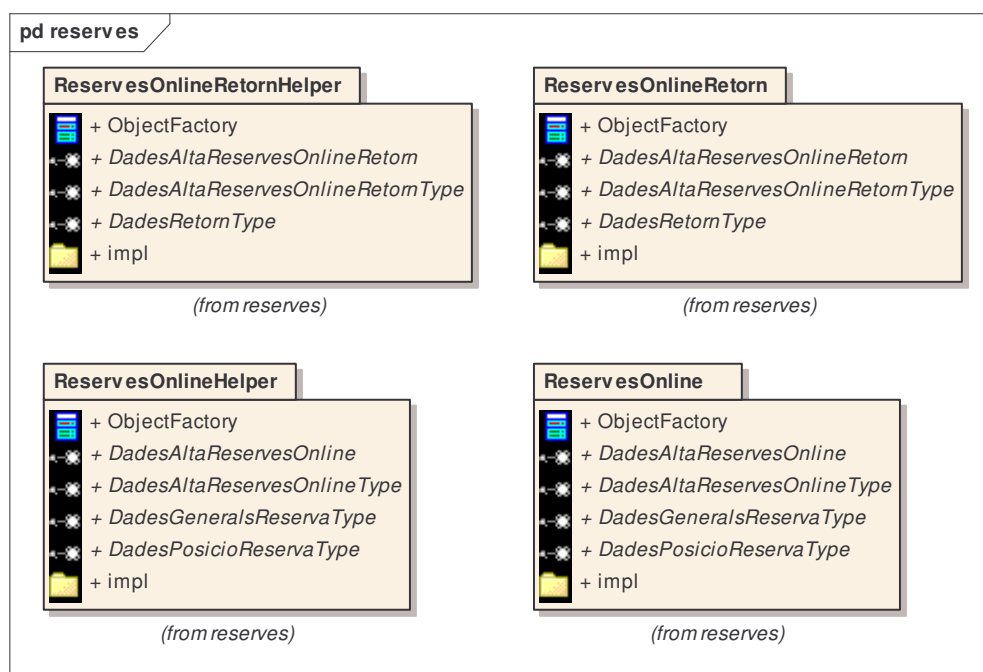 pd reserves
ReservesOnlineRetornHelper
+ ObjectFactory
+ DadesAltaReservesOnlineRetorn
+ DadesAltaReservesOnlineRetornType
+ DadesRetornType
+ impl
(from reserves)
ReservesOnlineRetorn
+ ObjectFactory
+ DadesAltaReservesOnlineRetorn
+ DadesAltaReservesOnlineRetornType
+ DadesRetornType
+ impl
(from reserves)
ReservesOnlineHelper
+ ObjectFactory
+ DadesAltaReservesOnline
+ DadesAltaReservesOnlineType
+ DadesGeneralsReservaType
+ DadesPosicioReservaType
+ impl
(from reserves)
ReservesOnline
+ ObjectFactory
+ DadesAltaReservesOnline
+ DadesAltaReservesOnlineType
+ DadesGeneralsReservaType
+ DadesPosicioReservaType
+ impl
(from reserves)